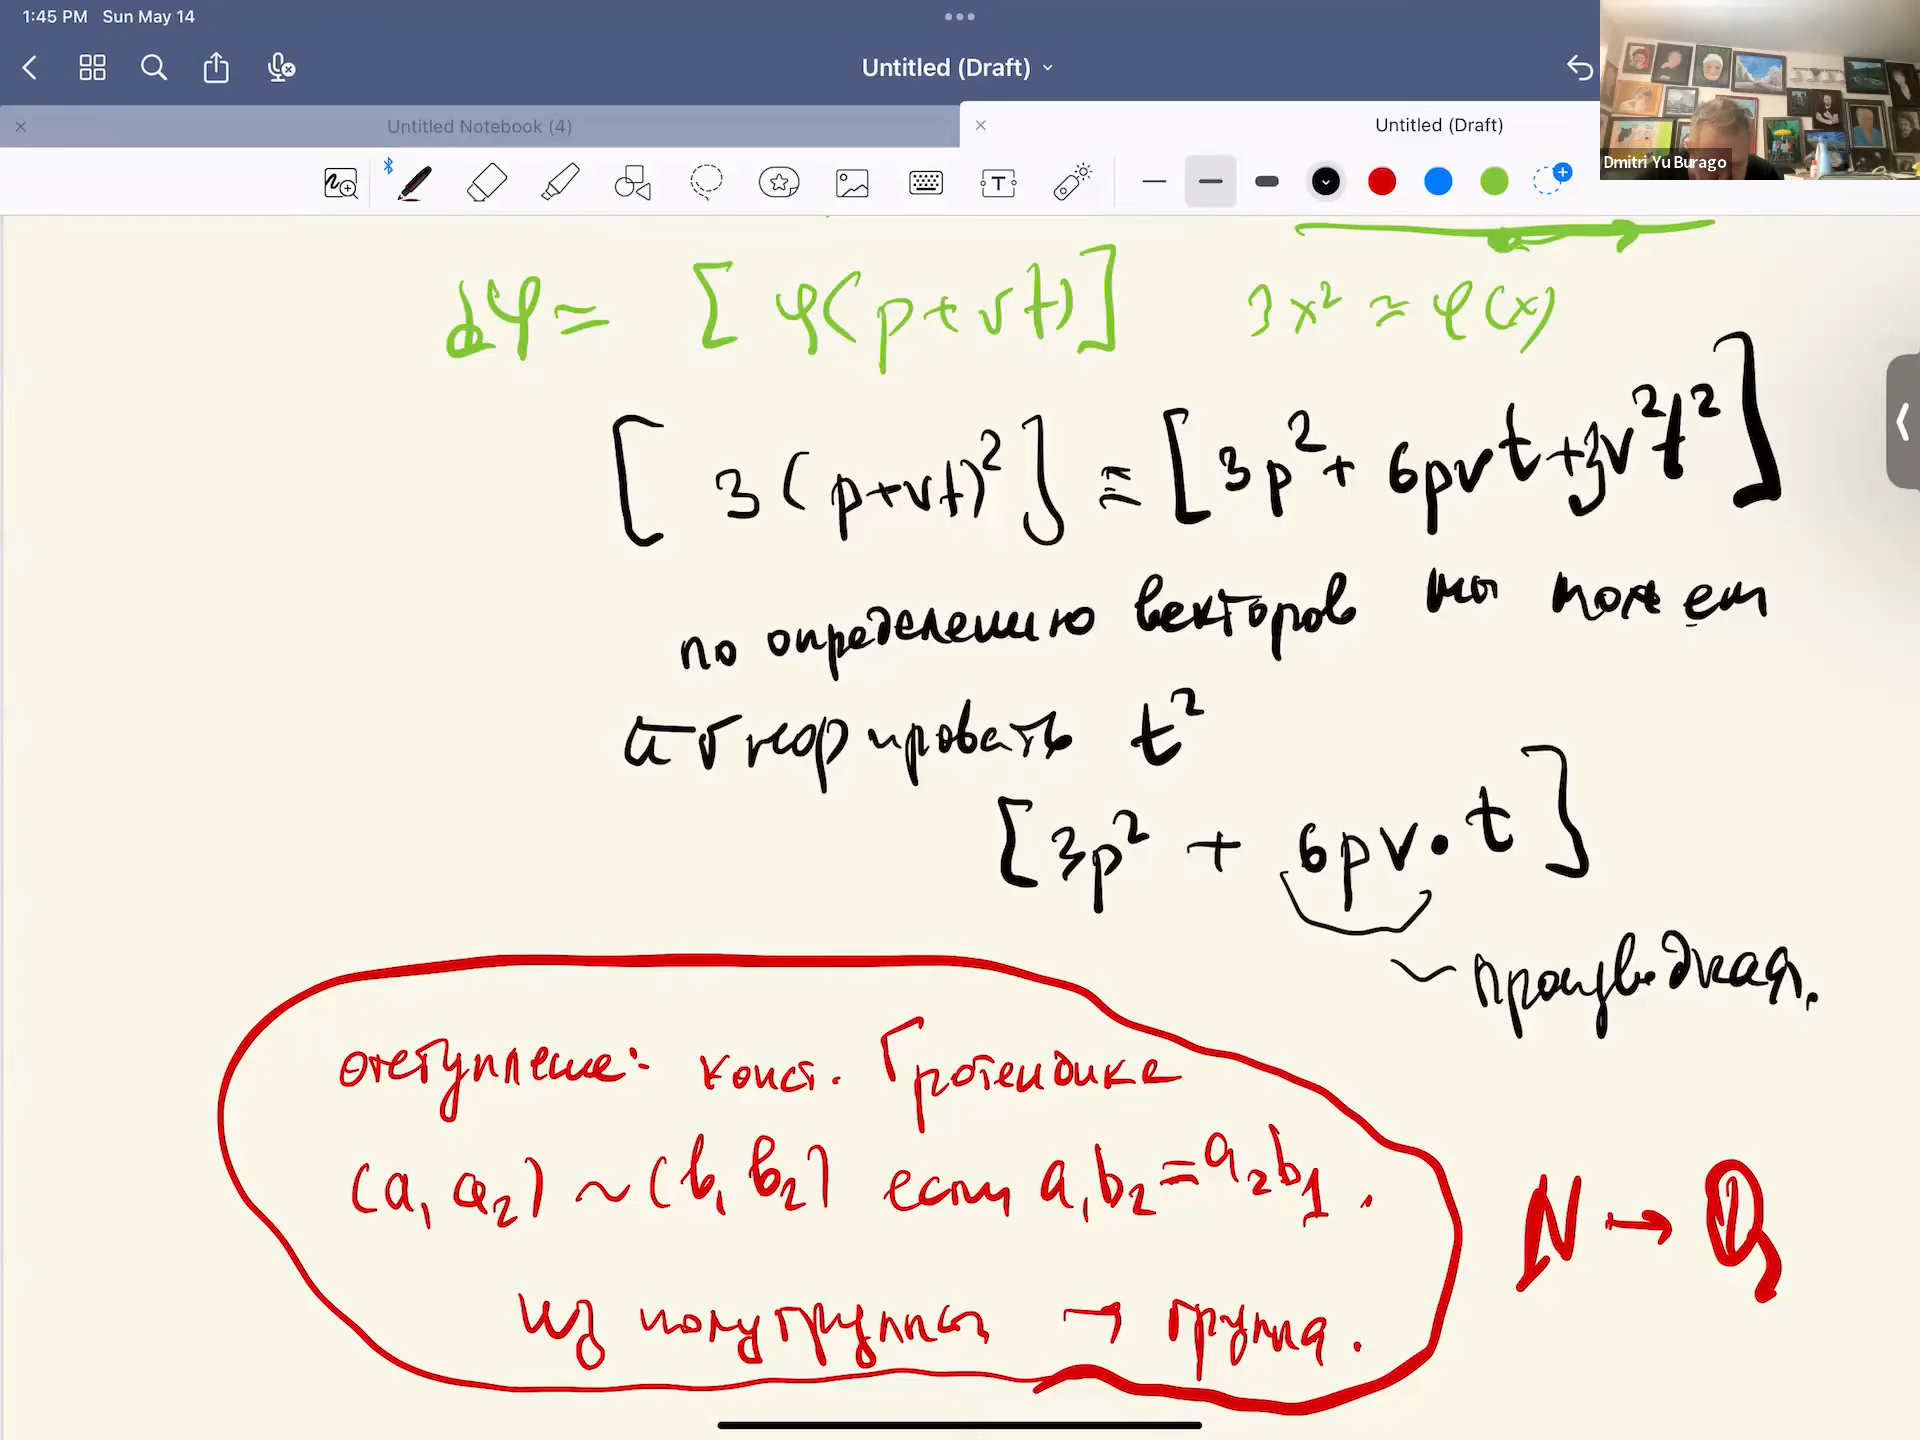 1:45 PM Sun May 14
Untitled (Draft)
Untitled Notebook (4)
Untitled (Draft)
T
Dmitri Yu Burago
dφ ≃ [φ(p+vt)] 3x² ≃ φ(x)
[3(p+vt)²] = [3p² + 6pvt + 3v²t²]
по определению векторов мы можем
игнорировать t²
[3p² + 6pv·t]
~ производная.
отступление: конст. Гротендика
(a₁ a₂) ~ (b₁ b₂) если a₁b₂ = a₂b₁.
N → Q
из полугруппы → группа.